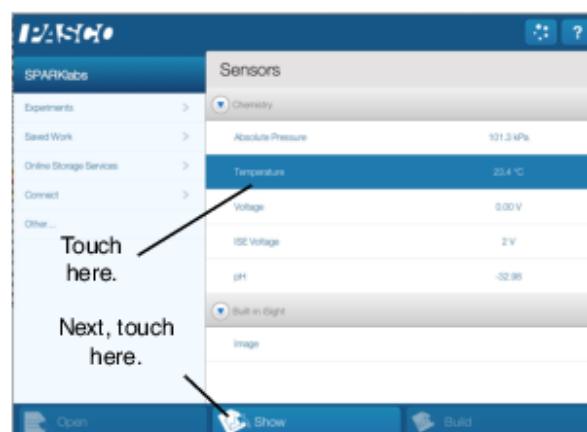 PASCO
?
SPARKlabs
Sensors
Experiments
Chemistry
Saved Work
Absolute Pressure 101.3 kPa
Online Storage Services
Temperature 23.4 °C
Connect
Voltage 0.00 V
Other...
ISE Voltage 2 V
Touch
here.
pH -32.98
Built-in iSight
Next, touch
here.
Image
Open
Show
Build